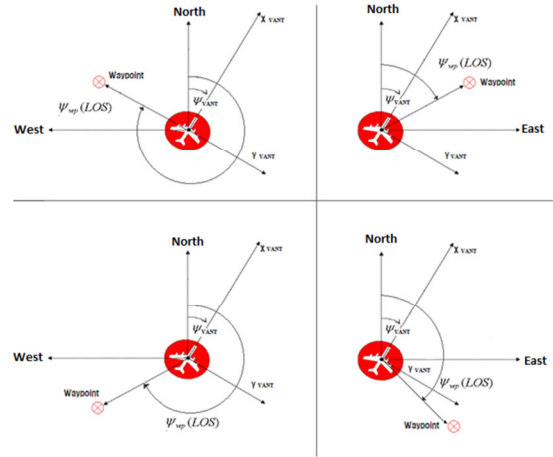 North
X VANT
Waypoint
ψwp (LOS)
ψVANT
West
Y VANT
North
X VANT
ψwp (LOS)
Waypoint
ψVANT
East
Y VANT
North
X VANT
ψVANT
West
Y VANT
Waypoint
ψwp (LOS)
North
X VANT
ψVANT
East
Y VANT
ψwp (LOS)
Waypoint